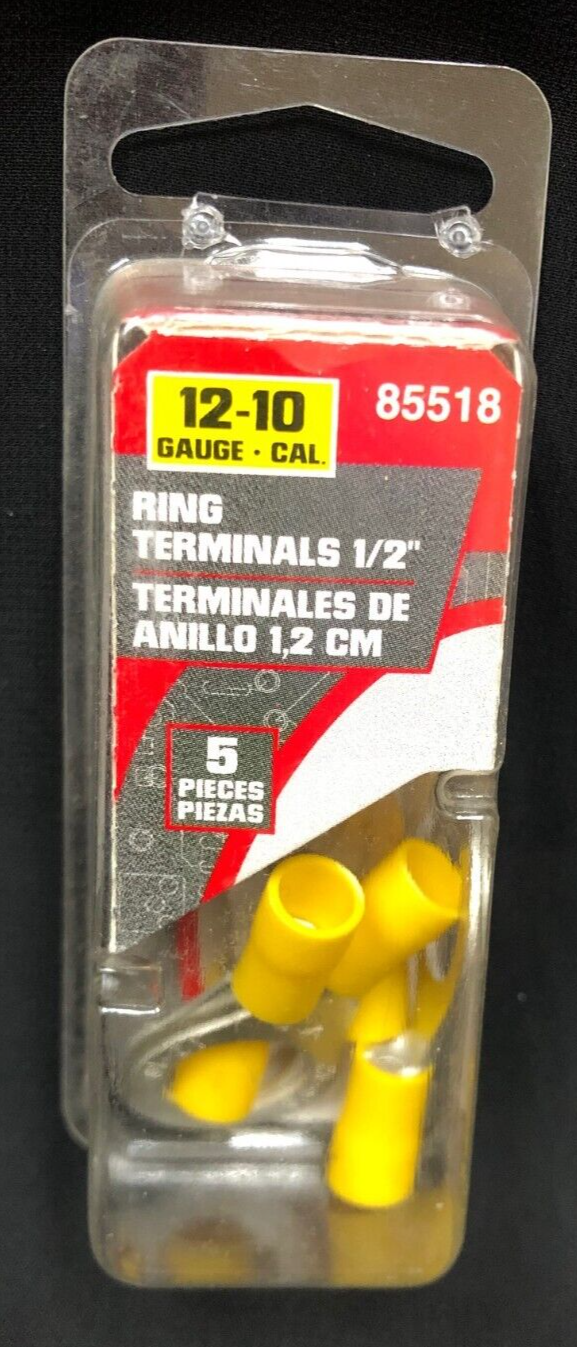 12-10
GAUGE · CAL.
85518
RING
TERMINALS 1/2"
TERMINALES DE
ANILLO 1,2 CM
5
PIECES
PIEZAS